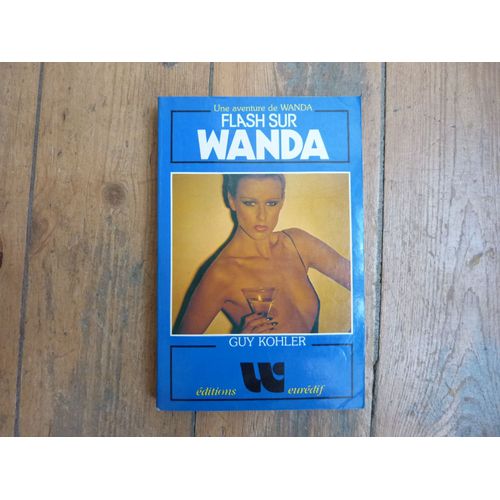 Une aventure de WANDA
FLASH SUR
WANDA
GUY KOHLER
éditions eurédif